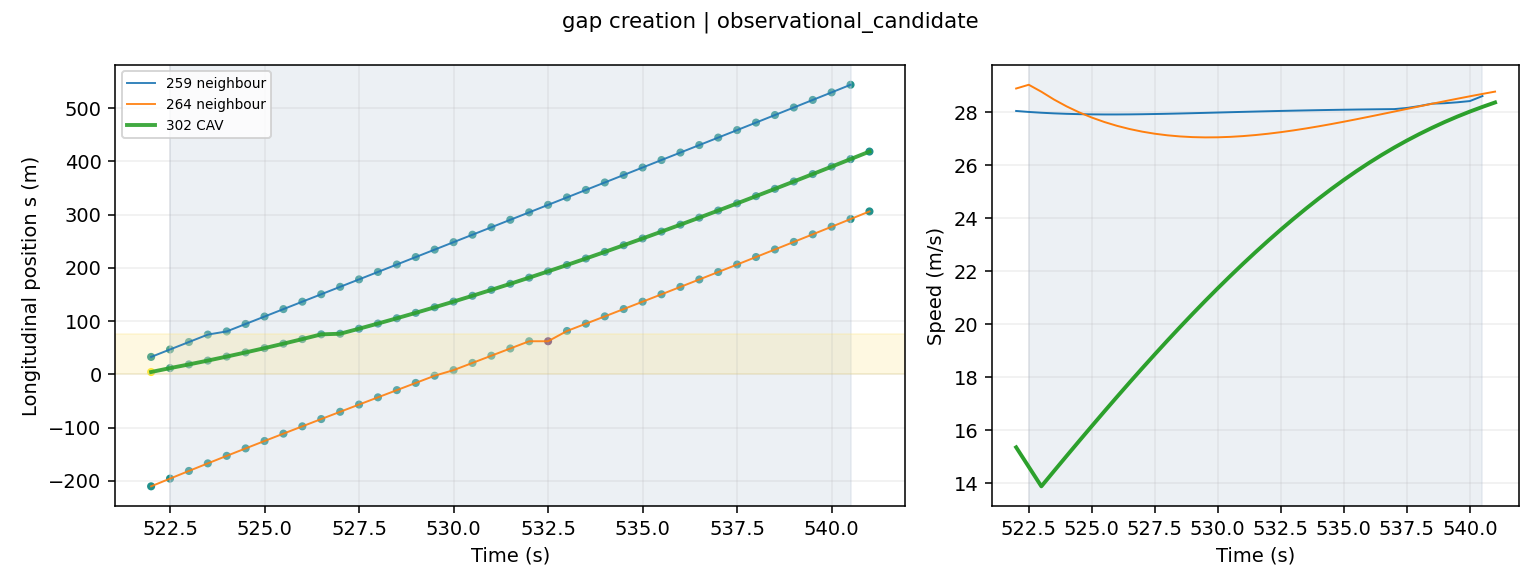 gap creation | observational_candidate
259 neighbour
264 neighbour
302 CAV
Longitudinal position s (m)
500
400
300
200
100
0
−100
−200
522.5 525.0 527.5 530.0 532.5 535.0 537.5 540.0
Time (s)
Speed (m/s)
28
26
24
22
20
18
16
14
522.5 525.0 527.5 530.0 532.5 535.0 537.5 540.0
Time (s)